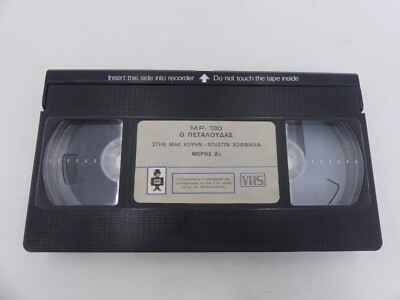 Insert this side into recorder Do not touch the tape inside
M.P. 130
Ο ΠΕΤΑΛΟΥΔΑΣ
ΣΤΗΒ ΜΑΚ ΚΟΥΗΝ - ΝΤΑΣΤΙΝ ΧΟΦΦΜΑΝ
ΜΕΡΟΣ 2ο
VHS